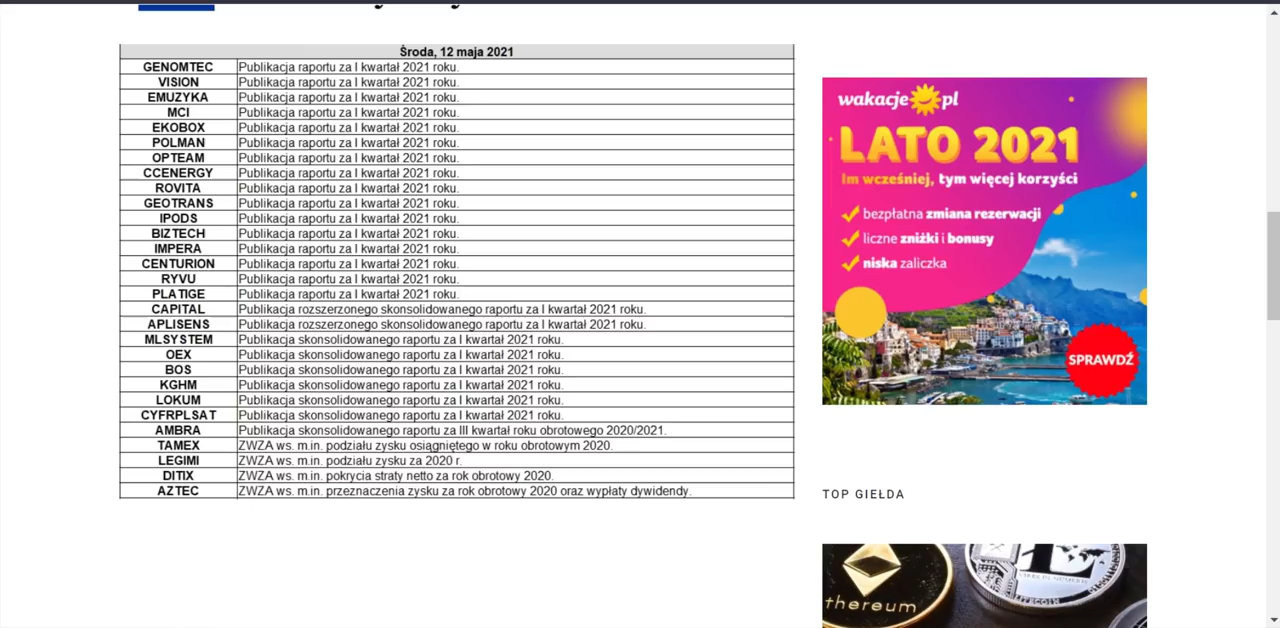 Środa, 12 maja 2021
GENOMTEC Publikacja raportu za I kwartał 2021 roku.
VISION Publikacja raportu za I kwartał 2021 roku.
EMUZYKA Publikacja raportu za I kwartał 2021 roku.
MCI Publikacja raportu za I kwartał 2021 roku.
EKOBOX Publikacja raportu za I kwartał 2021 roku.
POLMAN Publikacja raportu za I kwartał 2021 roku.
OPTEAM Publikacja raportu za I kwartał 2021 roku.
CCENERGY Publikacja raportu za I kwartał 2021 roku.
ROVITA Publikacja raportu za I kwartał 2021 roku.
GEOTRANS Publikacja raportu za I kwartał 2021 roku.
IPODS Publikacja raportu za I kwartał 2021 roku.
BIZTECH Publikacja raportu za I kwartał 2021 roku.
IMPERA Publikacja raportu za I kwartał 2021 roku.
CENTURION Publikacja raportu za I kwartał 2021 roku.
RYVU Publikacja raportu za I kwartał 2021 roku.
PLATIGE Publikacja raportu za I kwartał 2021 roku.
CAPITAL Publikacja rozszerzonego skonsolidowanego raportu za I kwartał 2021 roku.
APLISENS Publikacja rozszerzonego skonsolidowanego raportu za I kwartał 2021 roku.
MLSYSTEM Publikacja skonsolidowanego raportu za I kwartał 2021 roku.
OEX Publikacja skonsolidowanego raportu za I kwartał 2021 roku.
BOS Publikacja skonsolidowanego raportu za I kwartał 2021 roku.
KGHM Publikacja skonsolidowanego raportu za I kwartał 2021 roku.
LOKUM Publikacja skonsolidowanego raportu za I kwartał 2021 roku.
CYFRPLSAT Publikacja skonsolidowanego raportu za I kwartał 2021 roku.
AMBRA Publikacja skonsolidowanego raportu za III kwartał roku obrotowego 2020/2021.
TAMEX ZWZA ws. m.in. podziału zysku osiągniętego w roku obrotowym 2020.
LEGIMI ZWZA ws. m.in. podziału zysku za 2020 r.
DITIX ZWZA ws. m.in. pokrycia straty netto za rok obrotowy 2020.
AZTEC ZWZA ws. m.in. przeznaczenia zysku za rok obrotowy 2020 oraz wypłaty dywidendy.
wakacje.pl
LATO 2021
Im wcześniej, tym więcej korzyści
bezpłatna zmiana rezerwacji
liczne zniżki i bonusy
niska zaliczka
SPRAWDŹ
TOP GIEŁDA
thereum
LITECOIN